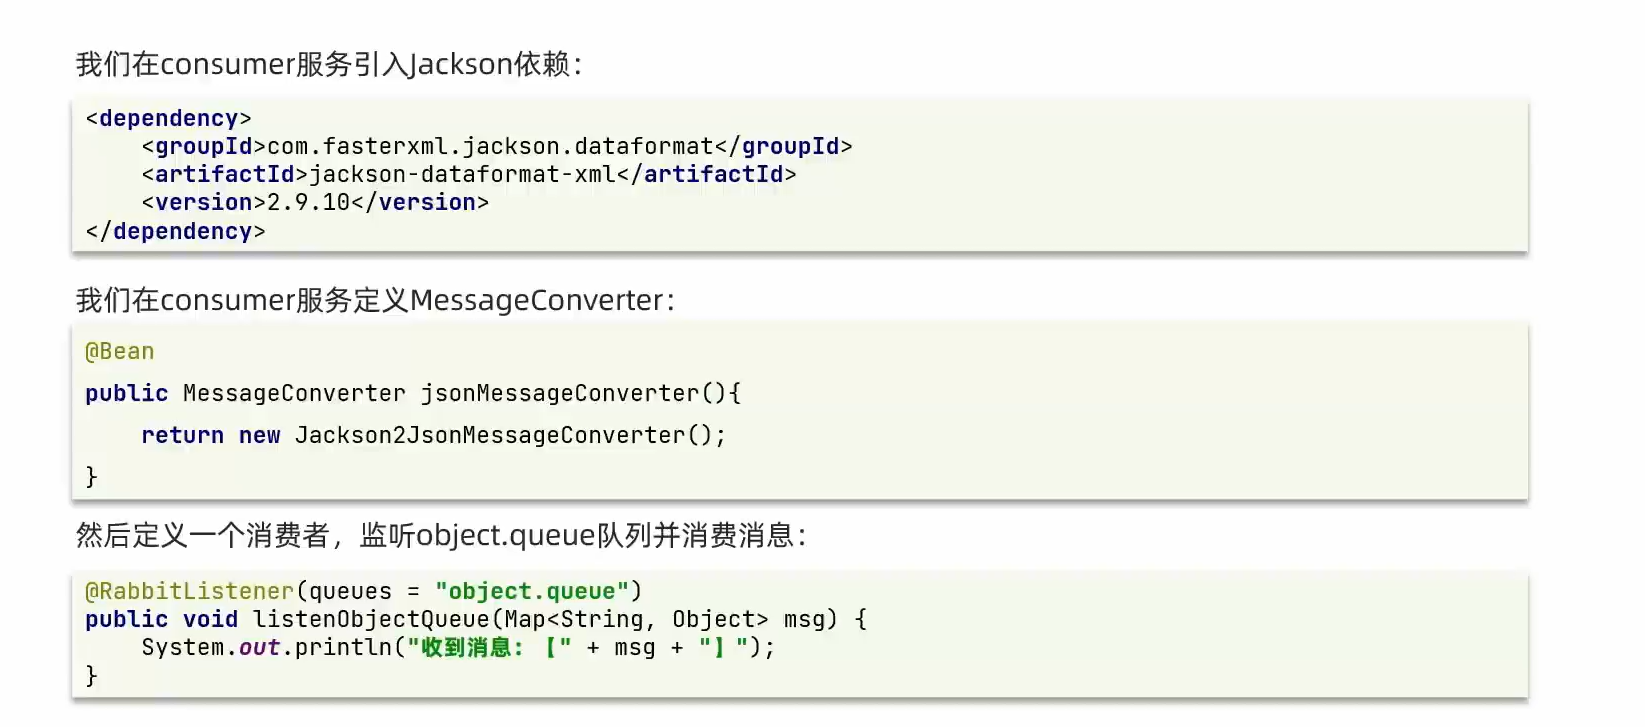 我们在consumer服务引入Jackson依赖：
<dependency>
    <groupId>com.fasterxml.jackson.dataformat</groupId>
    <artifactId>jackson-dataformat-xml</artifactId>
    <version>2.9.10</version>
</dependency>
我们在consumer服务定义MessageConverter：
@Bean
public MessageConverter jsonMessageConverter(){
    return new Jackson2JsonMessageConverter();
}
然后定义一个消费者，监听object.queue队列并消费消息：
@RabbitListener(queues = "object.queue")
public void listenObjectQueue(Map<String, Object> msg) {
    System.out.println("收到消息：【" + msg + "】");
}